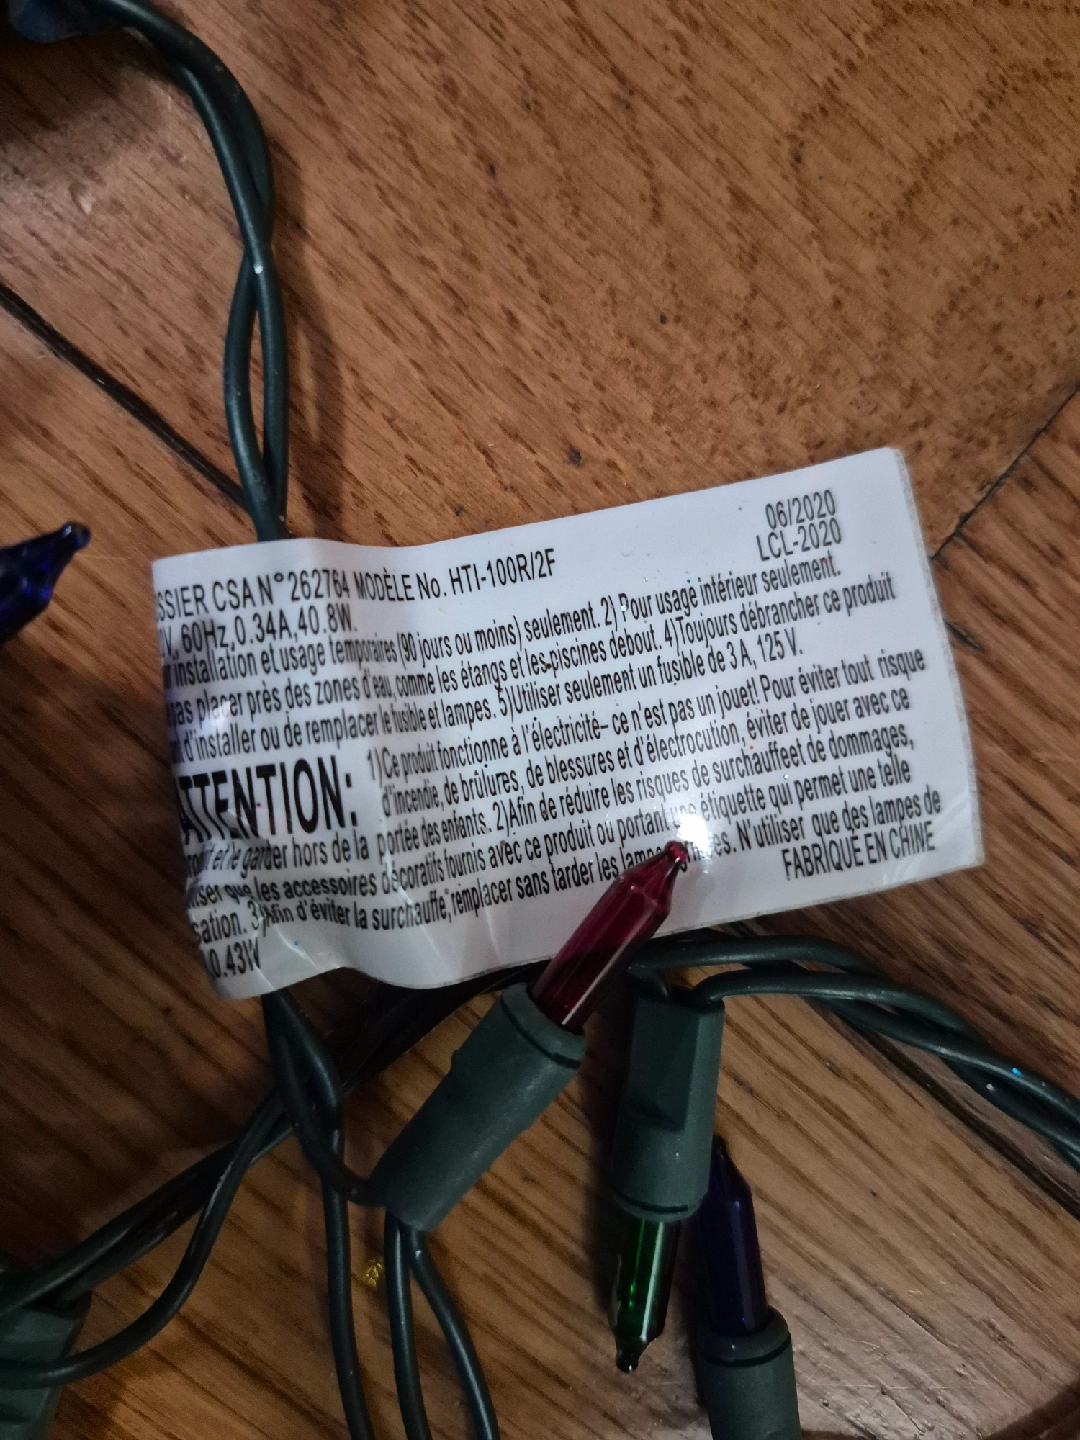 SSIER CSA N° 262764 MODÈLE No. HTI-100R/2F
06/2020
LCL-2020
V, 60Hz, 0.34A, 40.8W.
installation et usage temporaires (90 jours ou moins) seulement. 2) Pour usage intérieur seulement.
placer près des zones d'eau, comme les étangs et les piscines debout. 4)Toujours débrancher ce produit
d'installer ou de remplacer le fusible et lampes. 5)Utiliser seulement un fusible de 3 A, 125 V.
ATTENTION:
1)Ce produit fonctionne à l'électricité– ce n'est pas un jouet! Pour éviter tout risque
d'incendie, de brûlures, de blessures et d'électrocution, éviter de jouer avec ce
et le garder hors de la portée des enfants. 2)Afin de réduire les risques de surchauffeet de dommages,
que les accessoires décoratifs fournis avec ce produit ou portant une étiquette qui permet une telle
sation. 3)Afin d'éviter la surchauffe, remplacer sans tarder les N'utiliser que des lampes de
0.43W
FABRIQUÉ EN CHINE